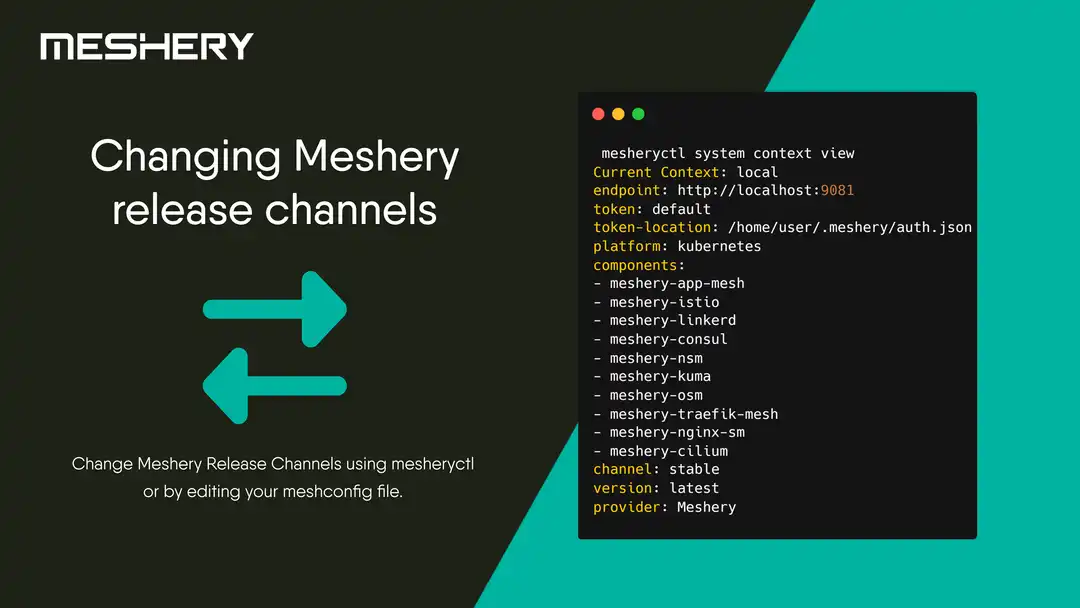 MESHERY
Changing Meshery
release channels
Change Meshery Release Channels using mesheryctl
or by editing your meshconfig file.
mesheryctl system context view
Current Context: local
endpoint: http://localhost:9081
token: default
token-location: /home/user/.meshery/auth.json
platform: kubernetes
components:
- meshery-app-mesh
- meshery-istio
- meshery-linkerd
- meshery-consul
- meshery-nsm
- meshery-kuma
- meshery-osm
- meshery-traefik-mesh
- meshery-nginx-sm
- meshery-cilium
channel: stable
version: latest
provider: Meshery